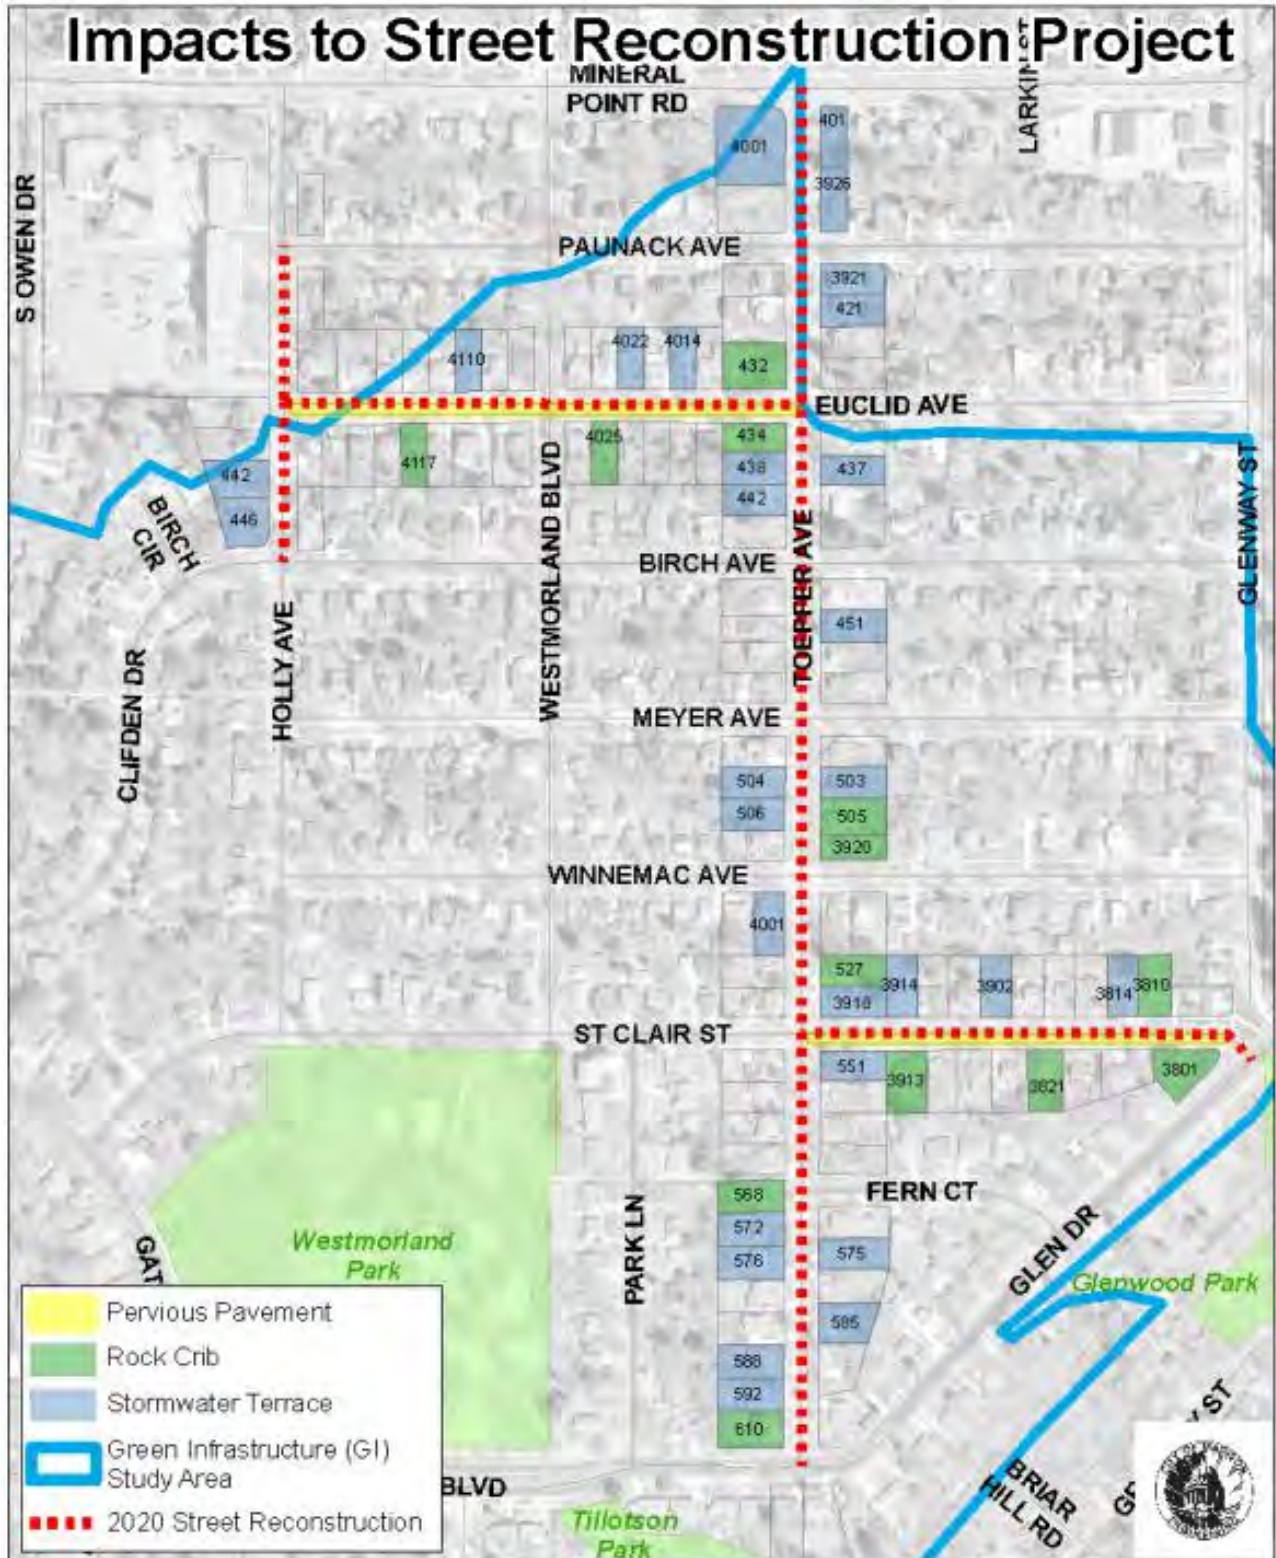 Impacts to Street Reconstruction Project
MINERAL
POINT RD
LARKIN ST
401
4001
3926
S OWEN DR
PAUNACK AVE
3921
421
4022
4014
4110
432
EUCLID AVE
434
4025
4117
438
437
442
442
446
BIRCH
CIR
WESTMORLAND BLVD
TOEPFER AVE
GLENWAY ST
BIRCH AVE
HOLLY AVE
451
CLIFDEN DR
MEYER AVE
504
503
506
505
3920
WINNEMAC AVE
4001
527
3914
3902
3814
3810
3918
ST CLAIR ST
551
3913
3821
3801
568
FERN CT
572
PARK LN
576
575
GLEN DR
Westmorland
Park
GAT
Glenwood Park
585
588
592
610
Pervious Pavement
Rock Crib
Stormwater Terrace
Green Infrastructure (GI)
Study Area
2020 Street Reconstruction
BLVD
Tillotson
Park
BRIAR
HILL RD
ST